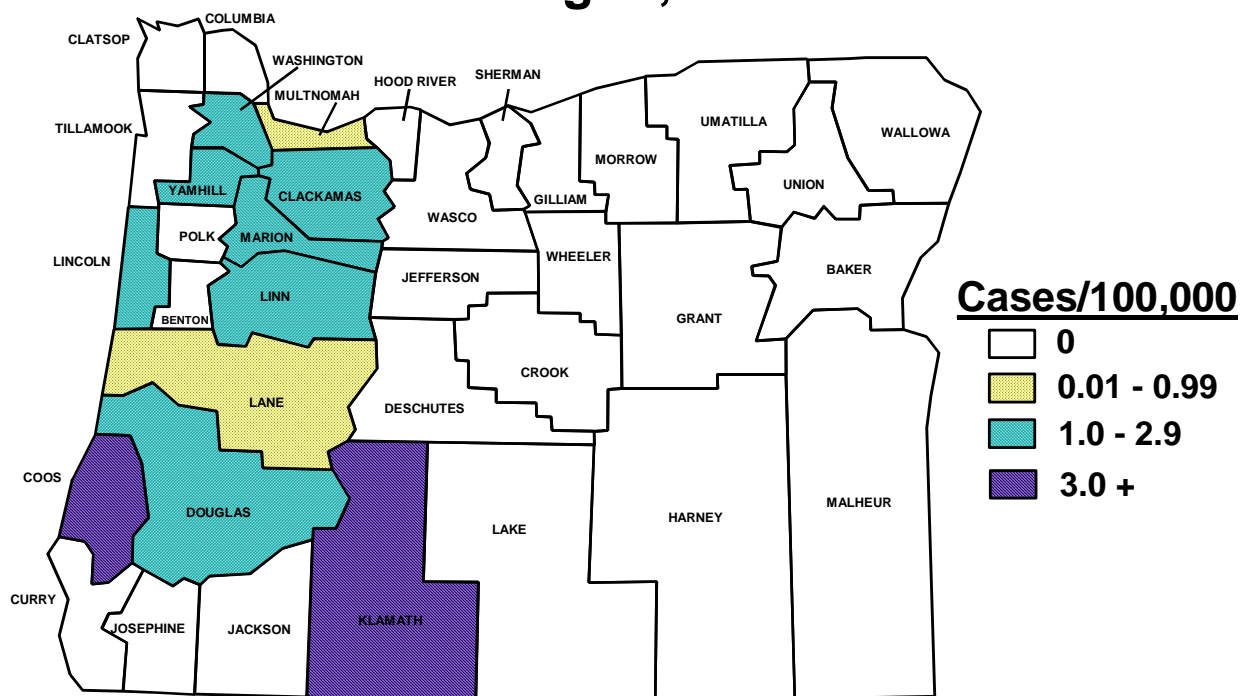 COLUMBIA
CLATSOP
WASHINGTON
HOOD RIVER
SHERMAN
MULTNOMAH
TILLAMOOK
UMATILLA
WALLOWA
MORROW
UNION
YAMHILL
CLACKAMAS
GILLIAM
WASCO
POLK
MARION
WHEELER
LINCOLN
JEFFERSON
BAKER
LINN
BENTON
GRANT
CROOK
LANE
DESCHUTES
COOS
DOUGLAS
LAKE
HARNEY
MALHEUR
CURRY
JOSEPHINE
JACKSON
KLAMATH
Cases/100,000
0
0.01 - 0.99
1.0 - 2.9
3.0 +